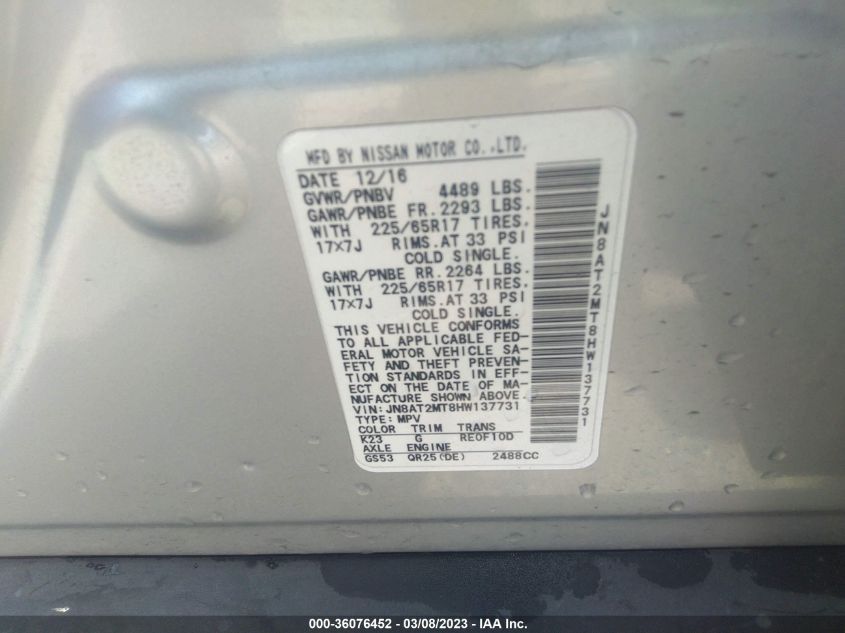 MFD BY NISSAN MOTOR CO.,LTD.
DATE 12/16
GVWR/PNBV 4489 LBS.
GAWR/PNBE FR.2293 LBS.
WITH 225/65R17 TIRES.
17X7J RIMS.AT 33 PSI
COLD SINGLE.
GAWR/PNBE RR.2264 LBS.
WITH 225/65R17 TIRES.
17X7J RIMS.AT 33 PSI
COLD SINGLE.
THIS VEHICLE CONFORMS
TO ALL APPLICABLE FED-
ERAL MOTOR VEHICLE SA-
FETY AND THEFT PREVEN-
TION STANDARDS IN EFF-
ECT ON THE DATE OF MA-
NUFACTURE SHOWN ABOVE.
VIN:JN8AT2MT8HW137731
TYPE:MPV
COLOR TRIM TRANS
K23 G RE0F10D
AXLE ENGINE
GS53 QR25(DE) 2488CC
JN8AT2MT8HW137731
000-36076452 - 03/08/2023 - IAA Inc.